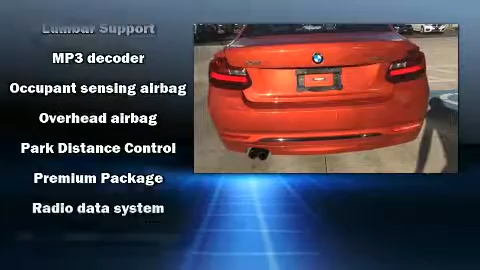 Lumbar Support
MP3 decoder
Occupant sensing airbag
Overhead airbag
Park Distance Control
Premium Package
Radio data system